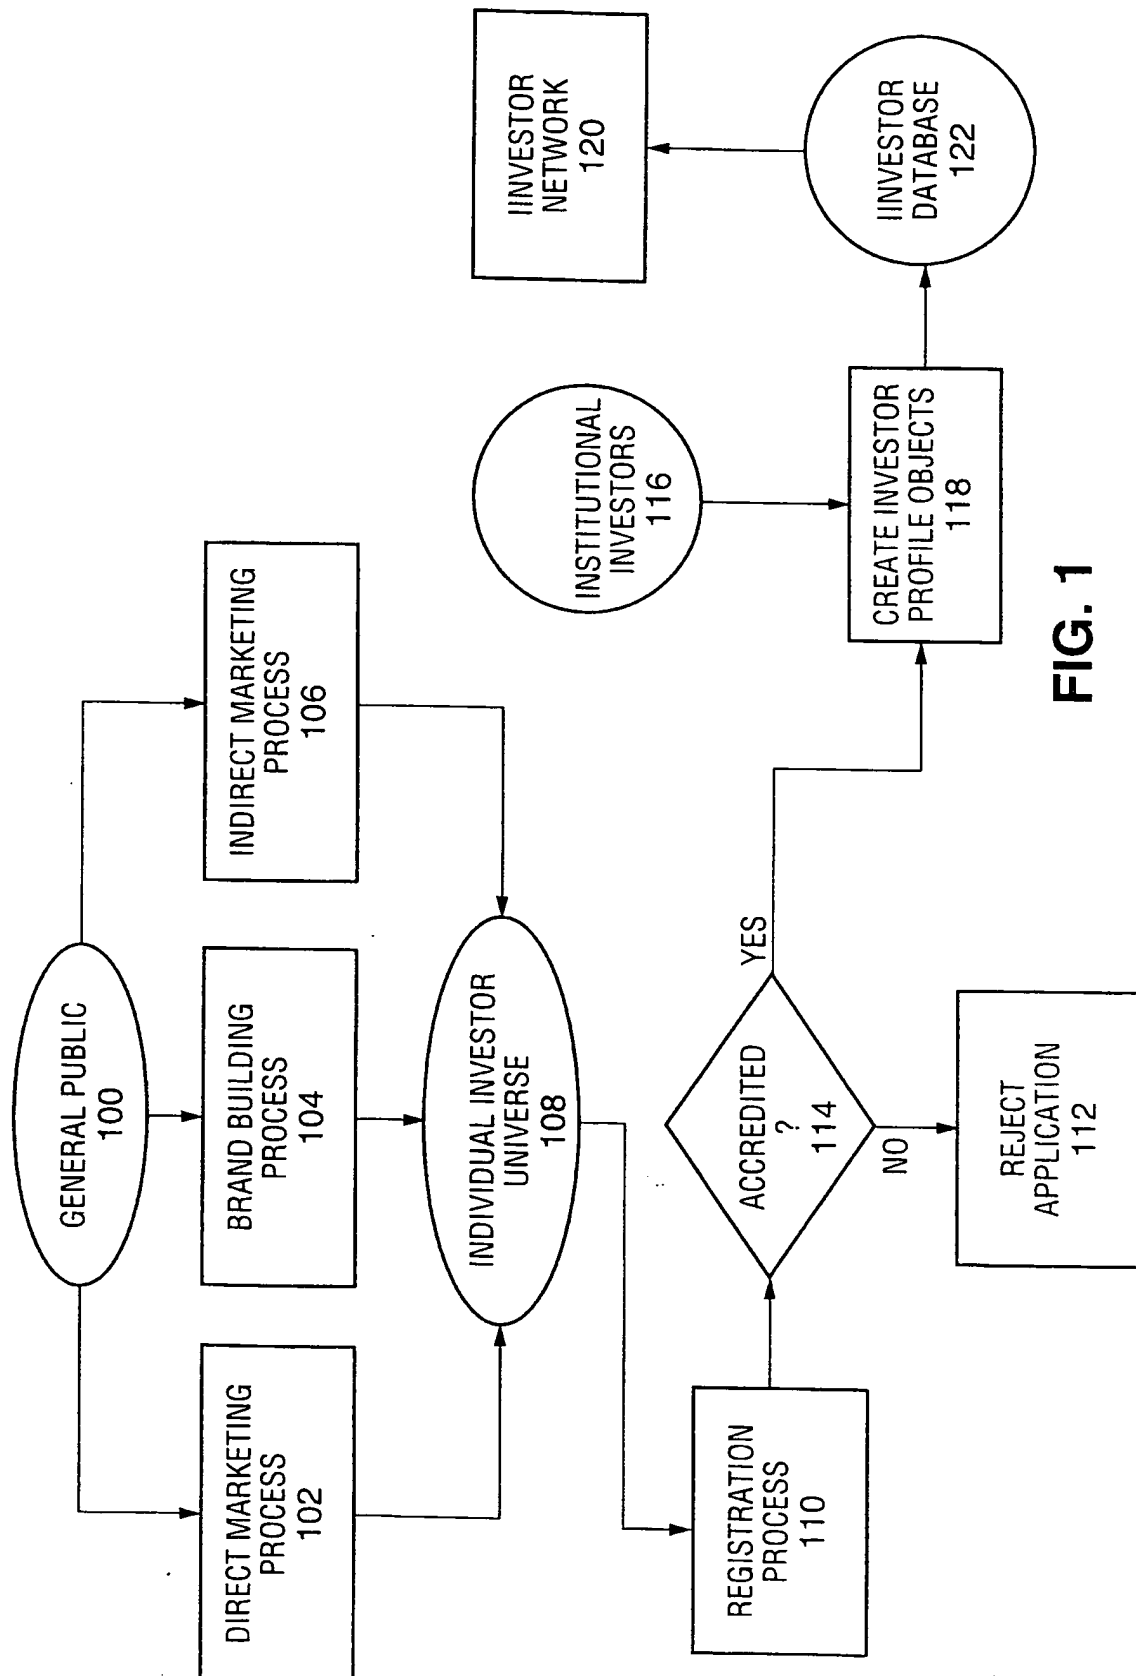 GENERAL PUBLIC
100
DIRECT MARKETING
PROCESS
102
BRAND BUILDING
PROCESS
104
INDIRECT MARKETING
PROCESS
106
INDIVIDUAL INVESTOR
UNIVERSE
108
REGISTRATION
PROCESS
110
ACCREDITED
?
114
YES
NO
REJECT
APPLICATION
112
INSTITUTIONAL
INVESTORS
116
CREATE INVESTOR
PROFILE OBJECTS
118
IINVESTOR
NETWORK
120
IINVESTOR
DATABASE
122
FIG. 1